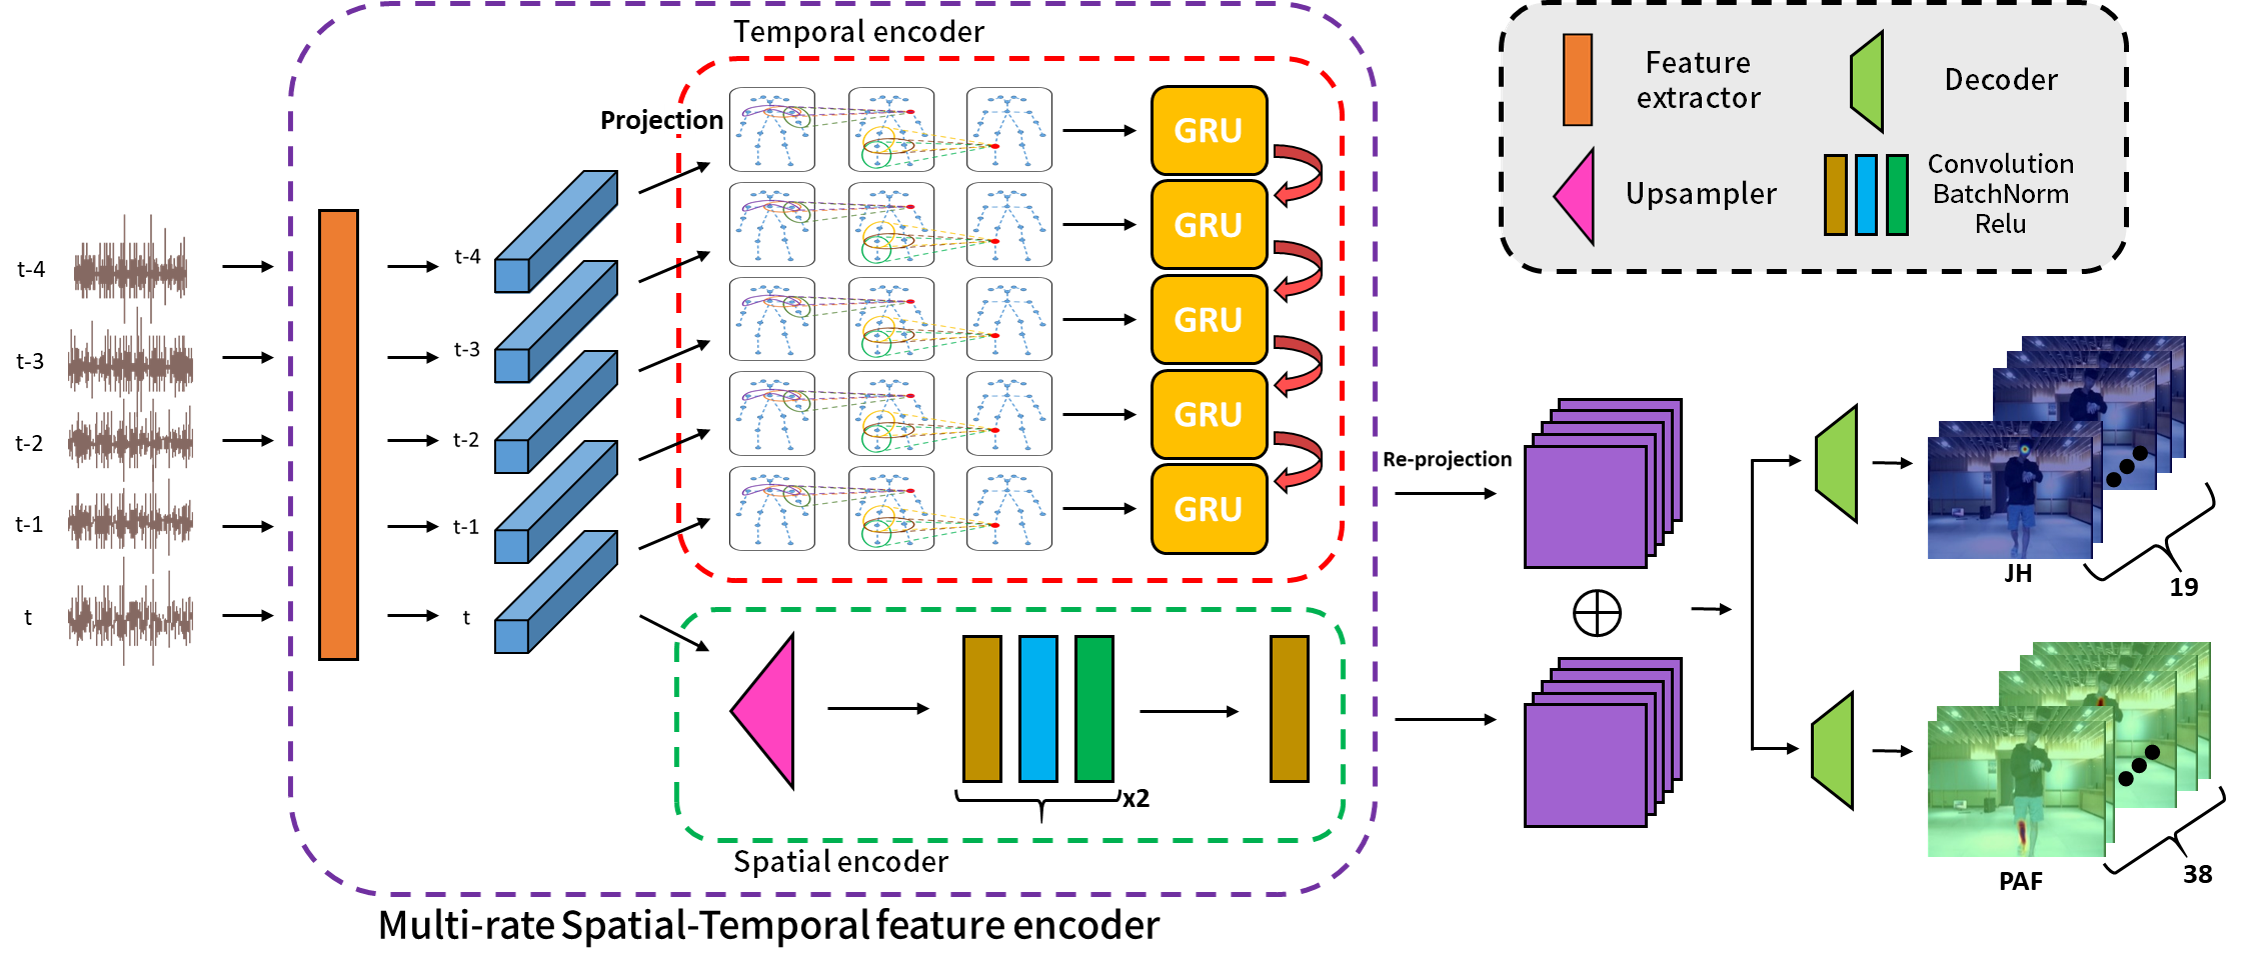 Temporal encoder
Projection
GRU
GRU
GRU
GRU
GRU
t-4
t-3
t-2
t-1
t
t-4
t-3
t-2
t-1
t
x2
Spatial encoder
Multi-rate Spatial-Temporal feature encoder
Re-projection
Feature
extractor
Decoder
Upsampler
Convolution
BatchNorm
Relu
JH
19
PAF
38